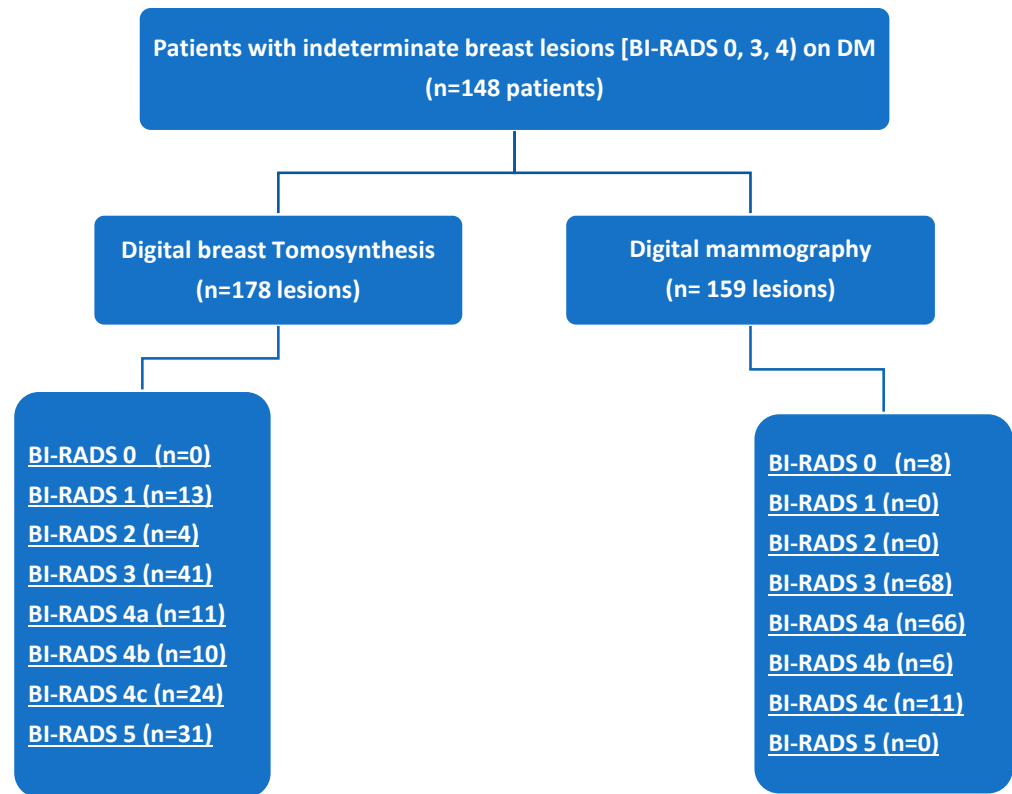 Patients with indeterminate breast lesions [BI-RADS 0, 3, 4) on DM
(n=148 patients)
Digital breast Tomosynthesis
(n=178 lesions)
Digital mammography
(n= 159 lesions)
BI-RADS 0 (n=0)
BI-RADS 1 (n=13)
BI-RADS 2 (n=4)
BI-RADS 3 (n=41)
BI-RADS 4a (n=11)
BI-RADS 4b (n=10)
BI-RADS 4c (n=24)
BI-RADS 5 (n=31)
BI-RADS 0 (n=8)
BI-RADS 1 (n=0)
BI-RADS 2 (n=0)
BI-RADS 3 (n=68)
BI-RADS 4a (n=66)
BI-RADS 4b (n=6)
BI-RADS 4c (n=11)
BI-RADS 5 (n=0)